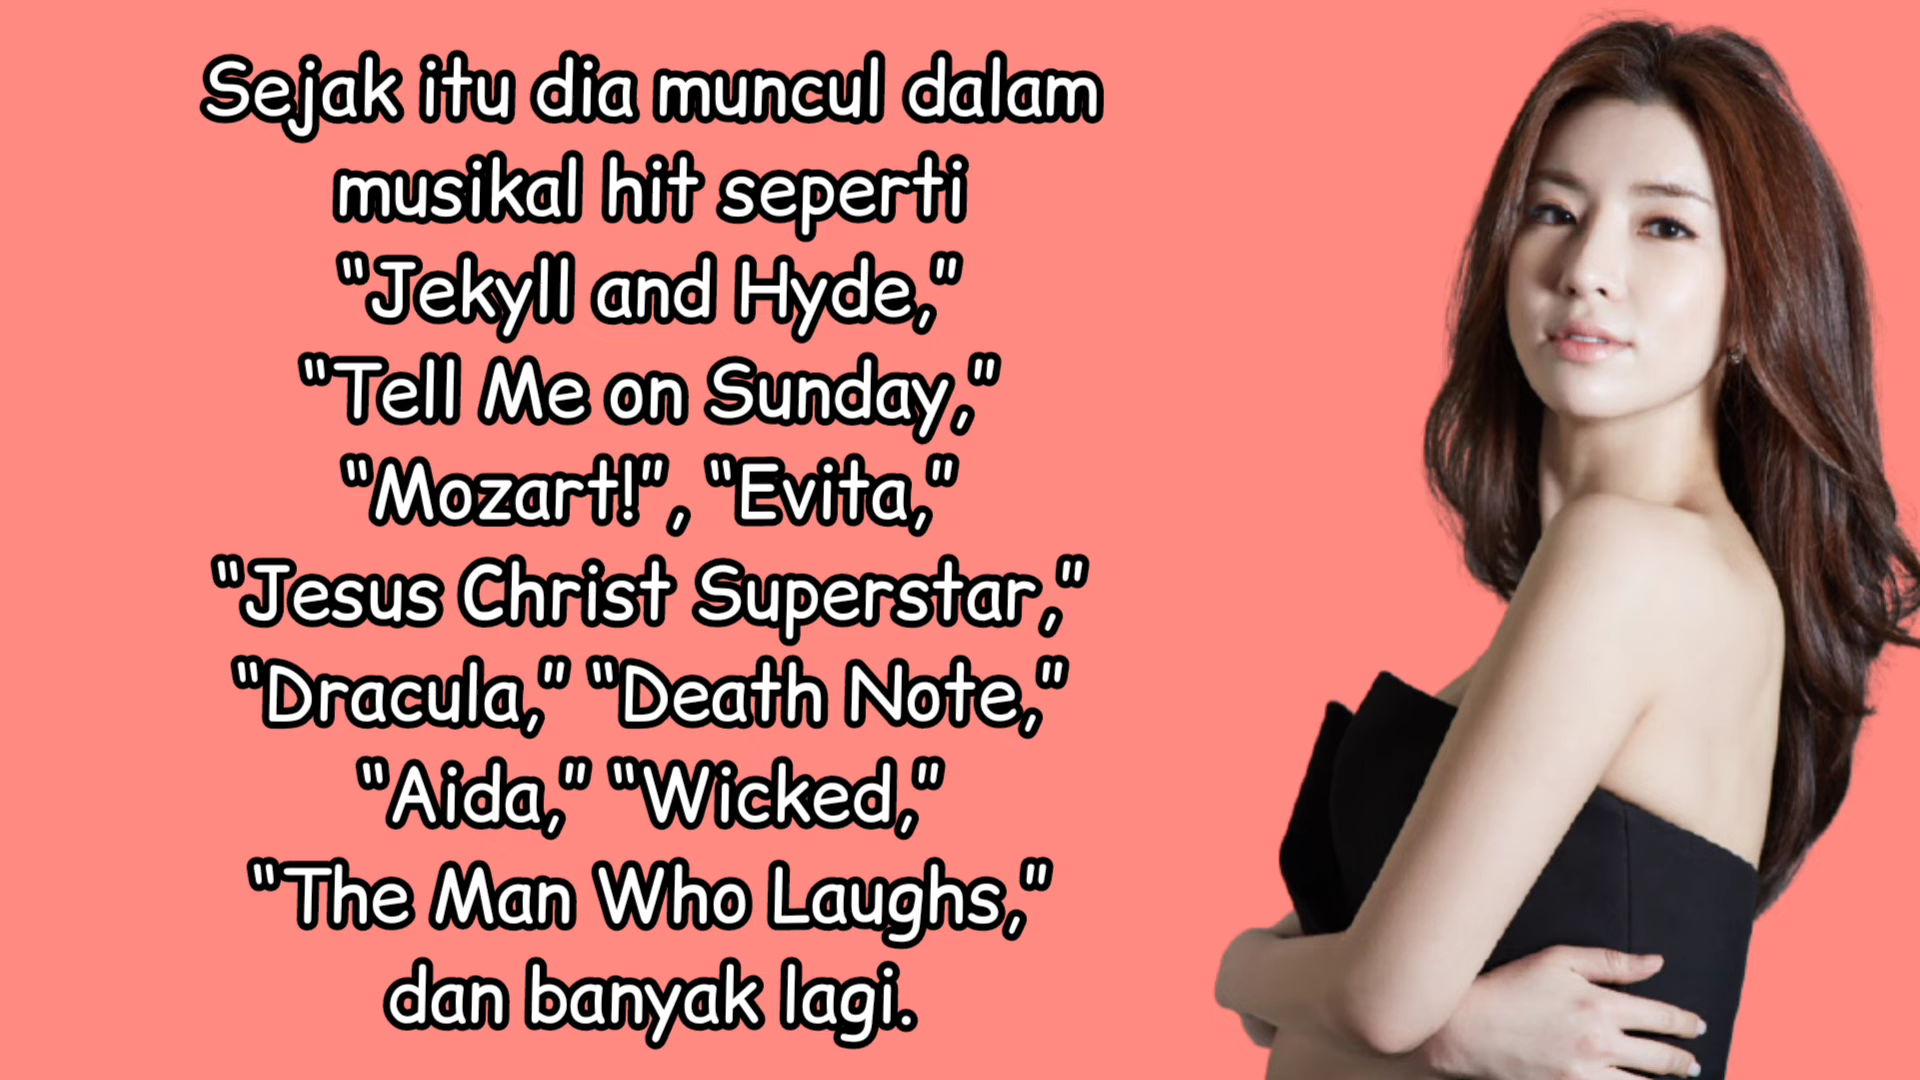 Sejak itu dia muncul dalam
musikal hit seperti
“Jekyll and Hyde,”
“Tell Me on Sunday,”
“Mozart!”, “Evita,”
“Jesus Christ Superstar,”
“Dracula,” “Death Note,”
“Aida,” “Wicked,”
“The Man Who Laughs,”
dan banyak lagi.